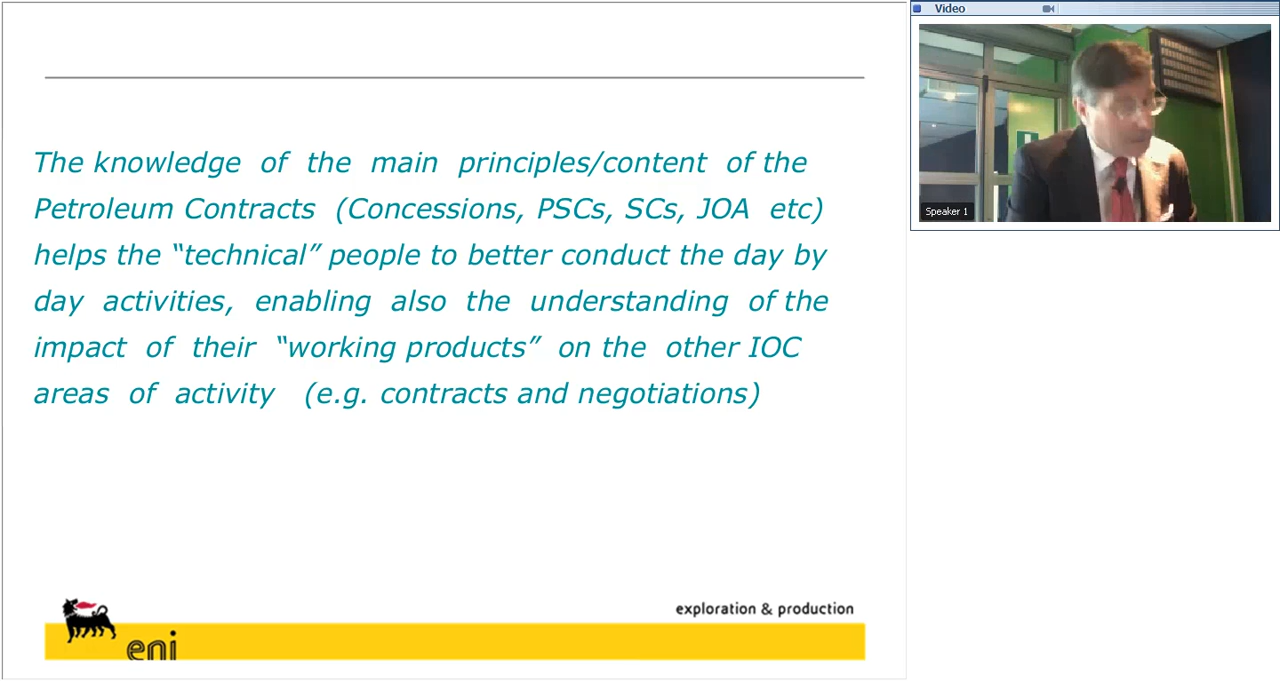 The knowledge of the main principles/content of the
Petroleum Contracts (Concessions, PSCs, SCs, JOA etc)
helps the “technical” people to better conduct the day by
day activities, enabling also the understanding of the
impact of their “working products” on the other IOC
areas of activity (e.g. contracts and negotiations)
exploration & production
eni
Video
Speaker 1